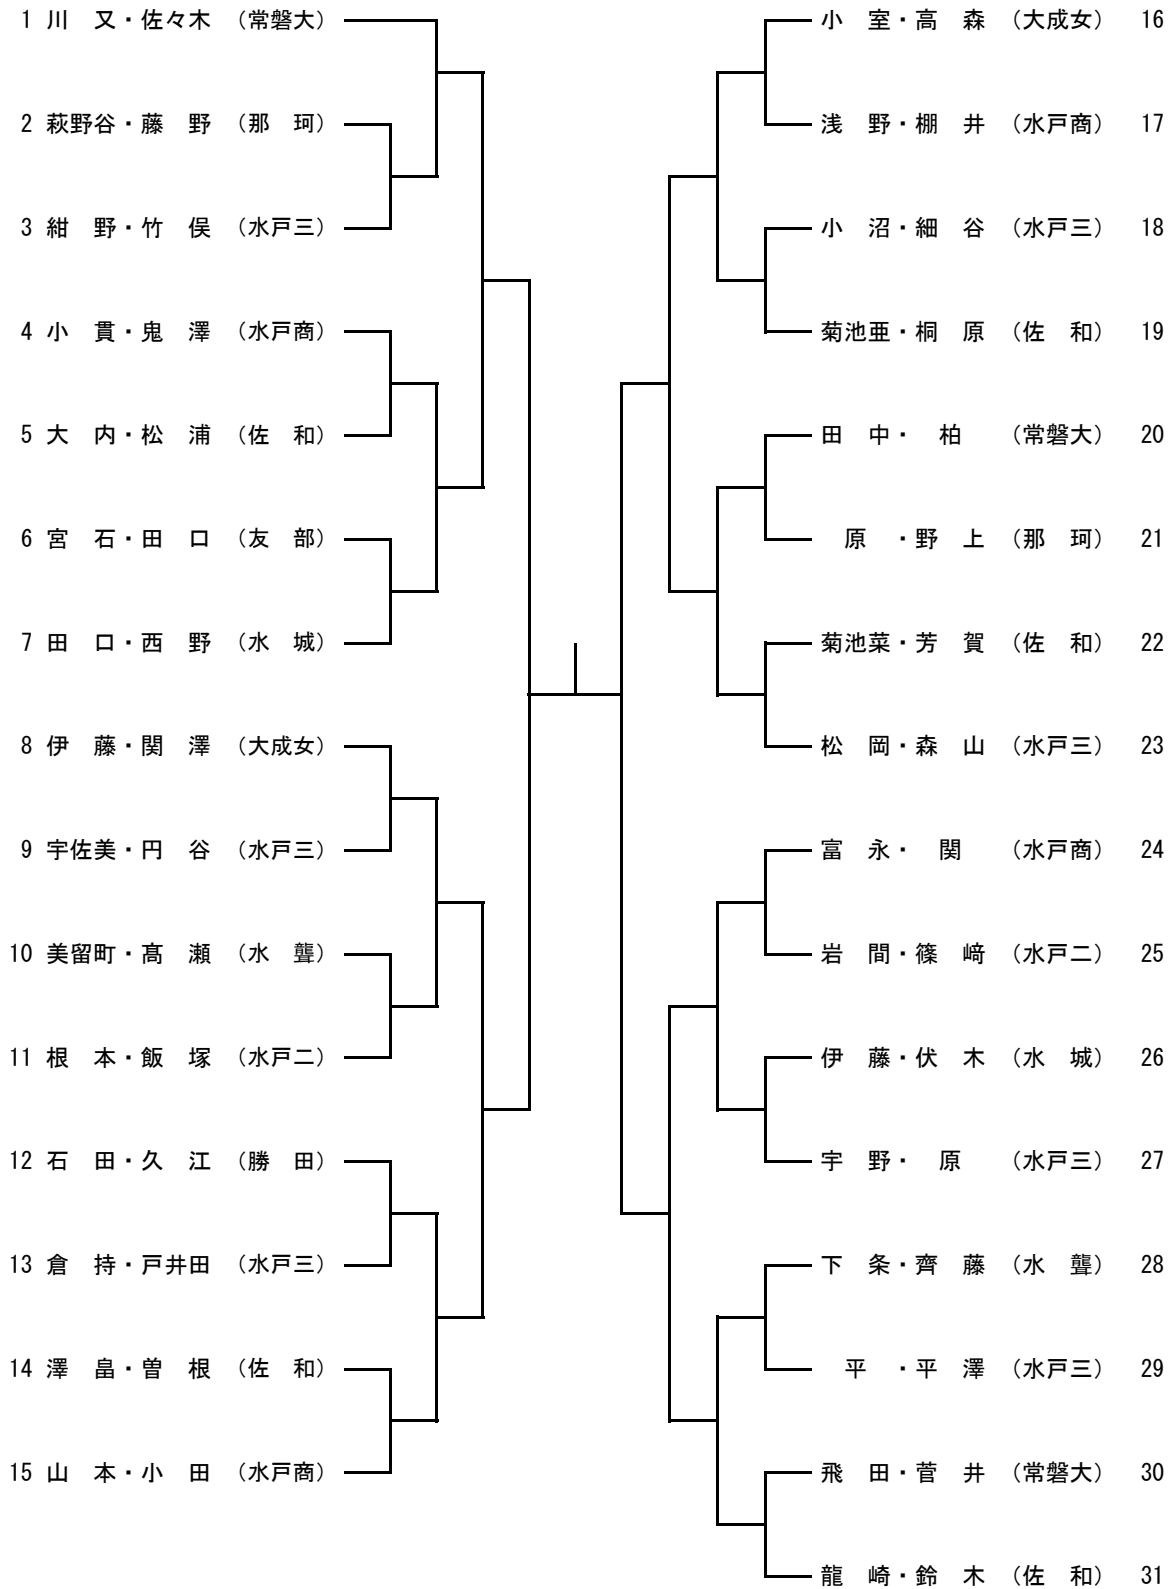 1 川　又・佐々木 （常磐大）
2 萩野谷・藤　野 （那　珂）
3 紺　野・竹　俣 （水戸三）
4 小　貫・鬼　澤 （水戸商）
5 大　内・松　浦 （佐　和）
6 宮　石・田　口 （友　部）
7 田　口・西　野 （水　城）
8 伊　藤・関　澤 （大成女）
9 宇佐美・円　谷 （水戸三）
10 美留町・髙　瀬 （水　聾）
11 根　本・飯　塚 （水戸二）
12 石　田・久　江 （勝　田）
13 倉　持・戸井田 （水戸三）
14 澤　畠・曽　根 （佐　和）
15 山　本・小　田 （水戸商）
小　室・高　森 （大成女） 16
浅　野・棚　井 （水戸商） 17
小　沼・細　谷 （水戸三） 18
菊池亜・桐　原 （佐　和） 19
田　中・　柏　 （常磐大） 20
　原　・野　上 （那　珂） 21
菊池菜・芳　賀 （佐　和） 22
松　岡・森　山 （水戸三） 23
富　永・　関　 （水戸商） 24
岩　間・篠　﨑 （水戸二） 25
伊　藤・伏　木 （水　城） 26
宇　野・　原　 （水戸三） 27
下　条・齊　藤 （水　聾） 28
　平　・平　澤 （水戸三） 29
飛　田・菅　井 （常磐大） 30
龍　崎・鈴　木 （佐　和） 31